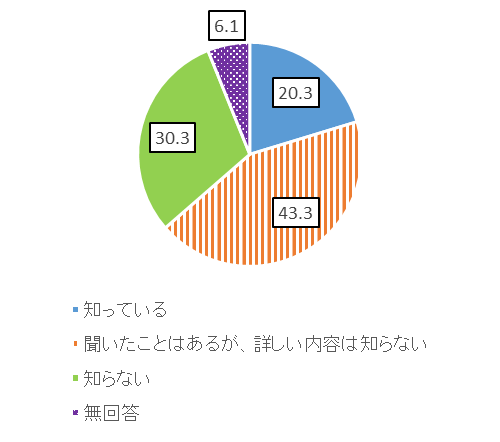 6.1
20.3
30.3
43.3
知っている
聞いたことはあるが、詳しい内容は知らない
知らない
無回答